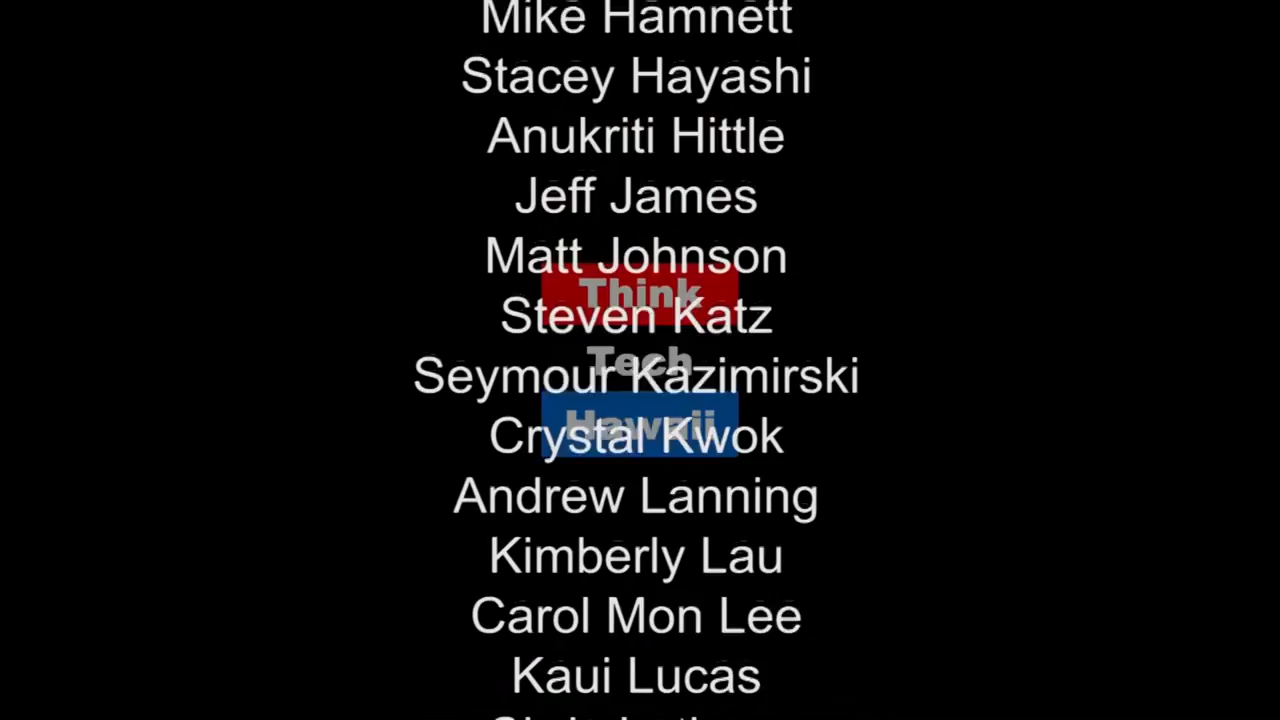 Mike Hamnett
Stacey Hayashi
Anukriti Hittle
Jeff James
Matt Johnson
Think
Steven Katz
Tech
Seymour Kazimirski
Hawaii
Crystal Kwok
Andrew Lanning
Kimberly Lau
Carol Mon Lee
Kaui Lucas